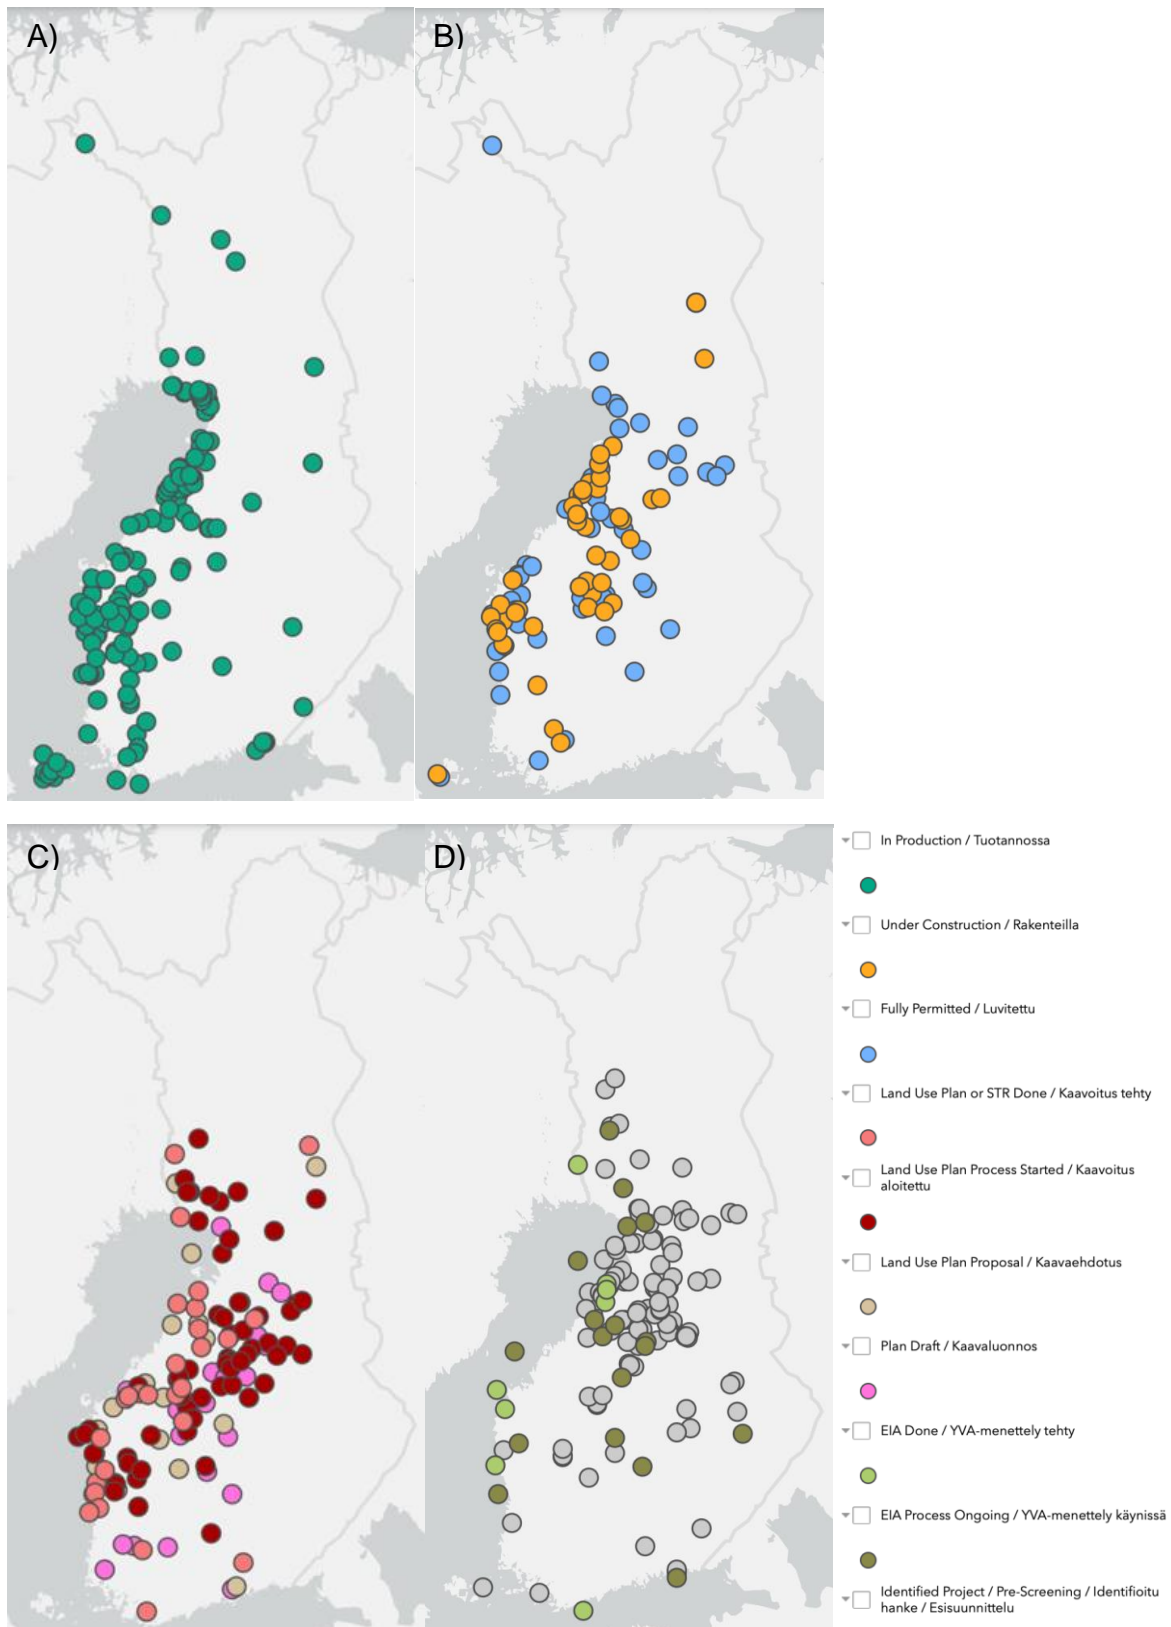 A)
B)
C)
D)
In Production / Tuotannossa
Under Construction / Rakenteilla
Fully Permitted / Luvitettu
Land Use Plan or STR Done / Kaavoitus tehty
Land Use Plan Process Started / Kaavoitus
aloitettu
Land Use Plan Proposal / Kaavaehdotus
Plan Draft / Kaavaluonnos
EIA Done / YVA-menettely tehty
EIA Process Ongoing / YVA-menettely käynissä
Identified Project / Pre-Screening / Identifioitu
hanke / Esisuunnittelu